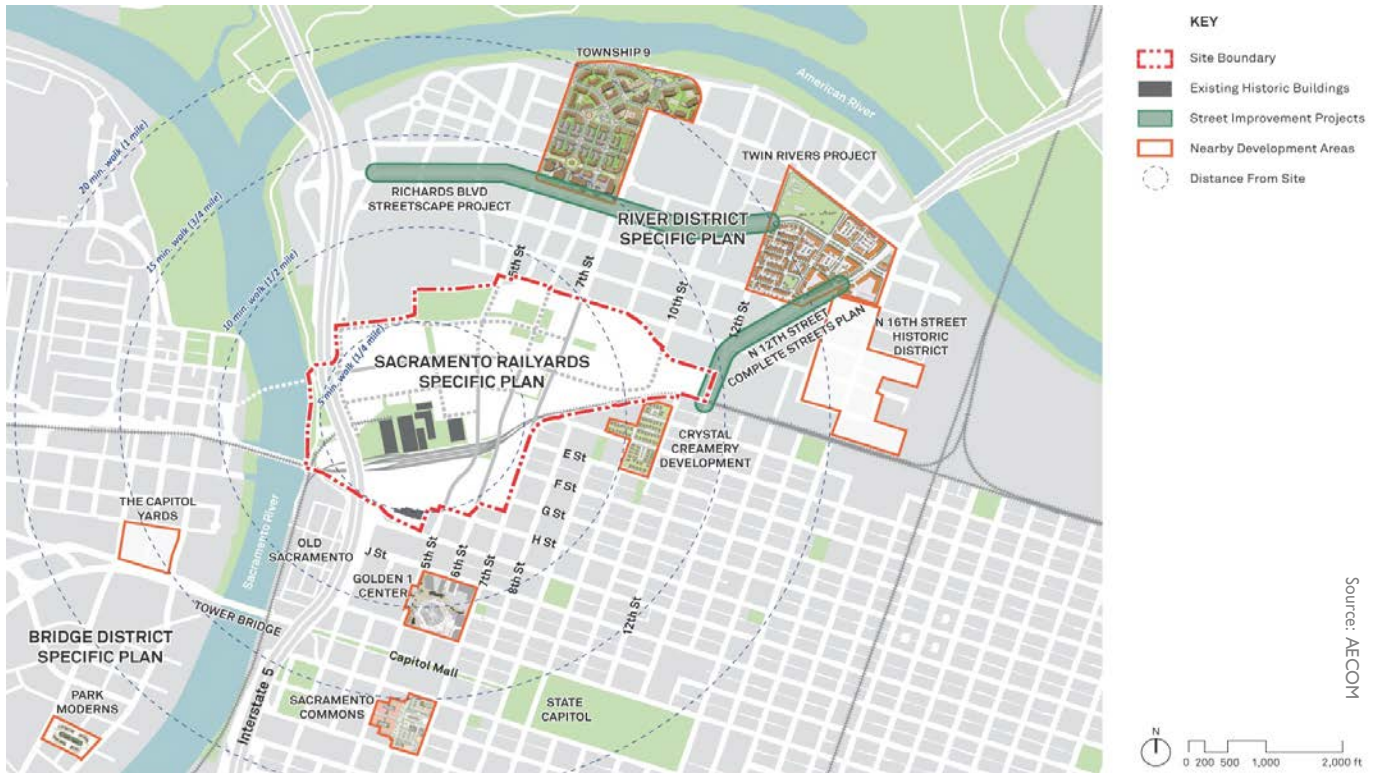 TOWNSHIP 9
American River
20 min. walk (1 mile)
15 min. walk (3/4 mile)
10 min. walk (1/2 mile)
5 min. walk (1/4 mile)
TWIN RIVERS PROJECT
RICHARDS BLVD
STREETSCAPE PROJECT
RIVER DISTRICT
SPECIFIC PLAN
5th St
7th St
10th St
12th St
N 12TH STREET
COMPLETE STREETS PLAN
N 16TH STREET
HISTORIC
DISTRICT
SACRAMENTO RAILYARDS
SPECIFIC PLAN
CRYSTAL
CREAMERY
DEVELOPMENT
E St
F St
G St
H St
THE CAPITOL
YARDS
Sacramento River
OLD
SACRAMENTO
J St
5th St
6th St
7th St
8th St
12th St
GOLDEN 1
CENTER
TOWER BRIDGE
BRIDGE DISTRICT
SPECIFIC PLAN
Capitol Mall
Interstate 5
PARK
MODERNS
SACRAMENTO
COMMONS
STATE
CAPITOL
KEY
Site Boundary
Existing Historic Buildings
Street Improvement Projects
Nearby Development Areas
Distance From Site
Source: AECOM
N
0 200 500 1,000 2,000 ft